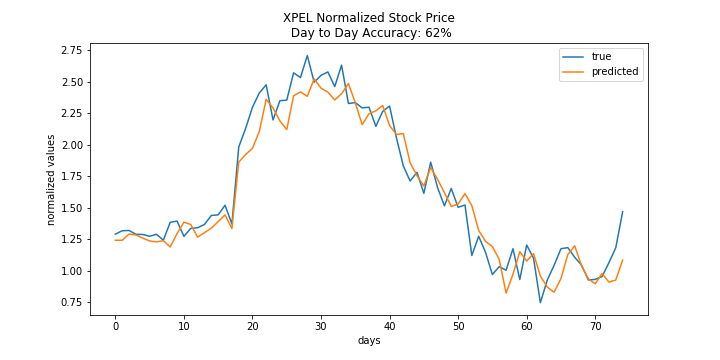 XPEL Normalized Stock Price
Day to Day Accuracy: 62%
true
predicted
normalized values
2.75
2.50
2.25
2.00
1.75
1.50
1.25
1.00
0.75
0 10 20 30 40 50 60 70
days